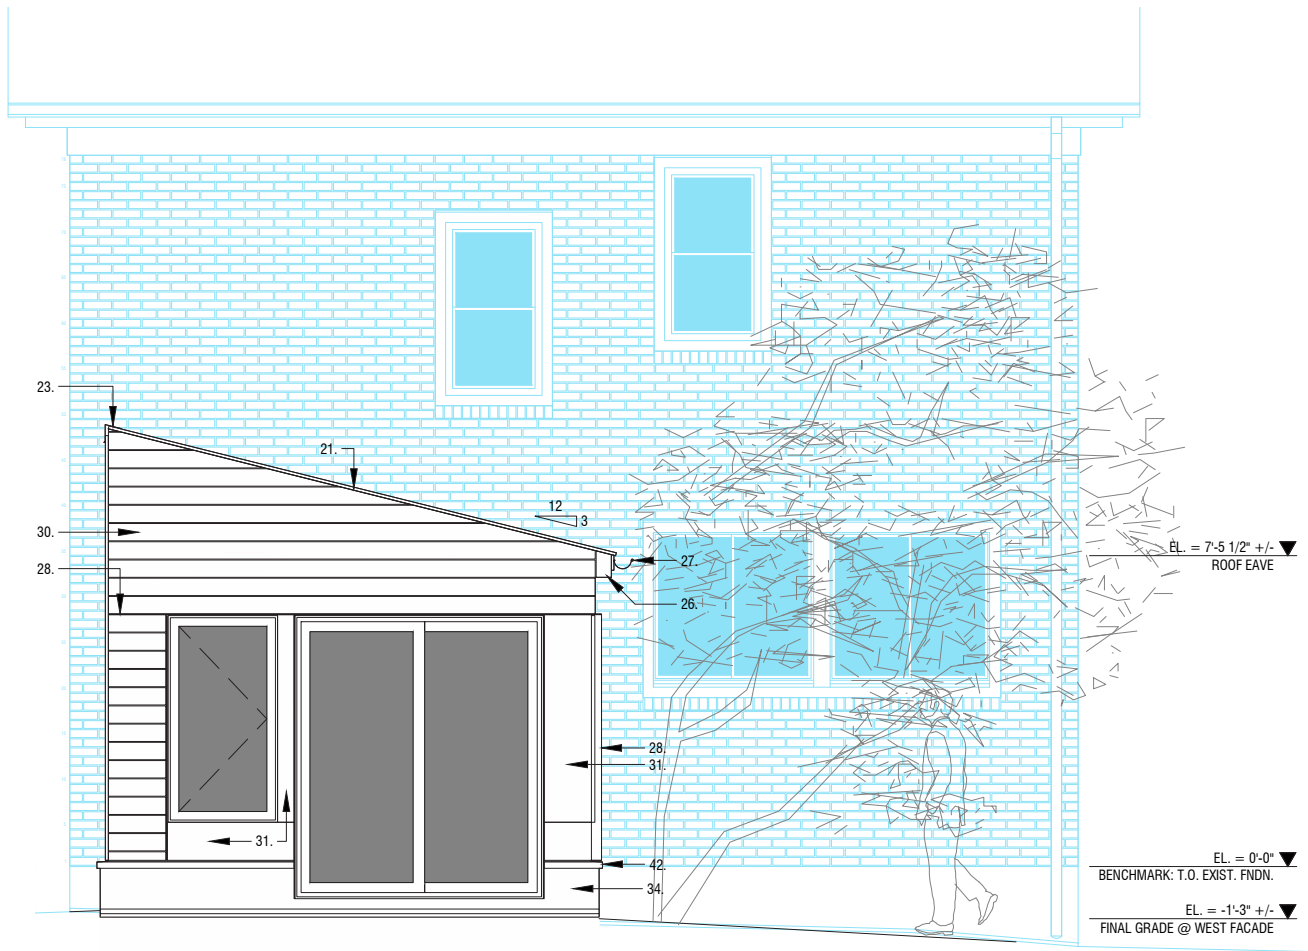 23.
21.
12
3
30.
28.
27.
26.
EL. = 7'-5 1/2" +/-
ROOF EAVE
28.
31.
31.
42.
34.
EL. = 0'-0"
BENCHMARK: T.O. EXIST. FNDN.
EL. = -1'-3" +/-
FINAL GRADE @ WEST FACADE